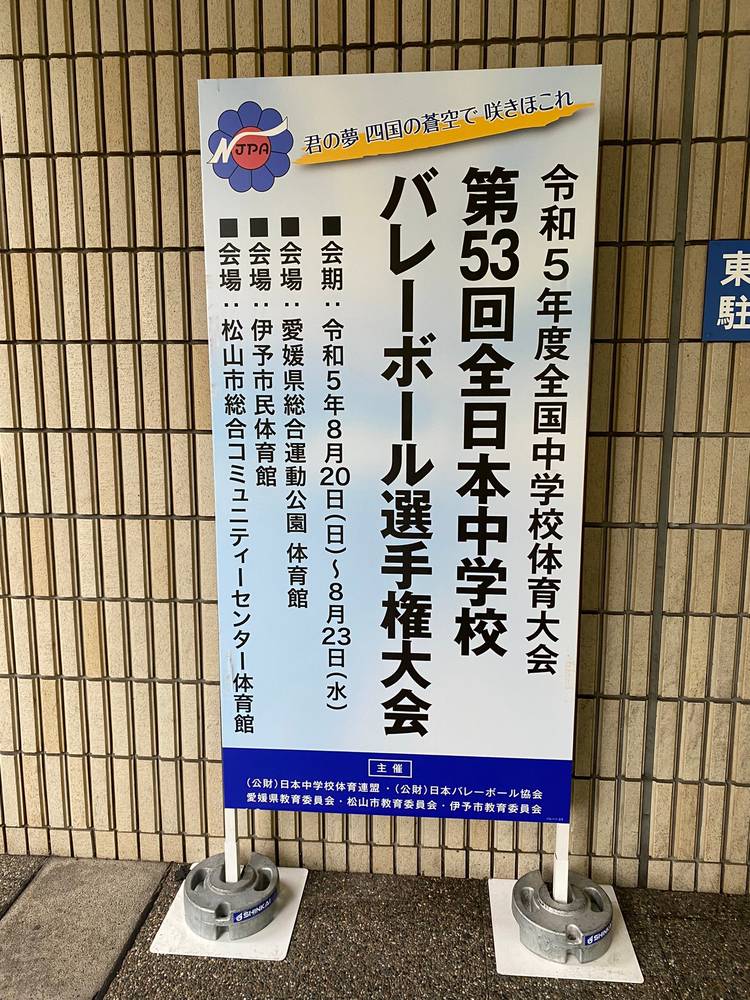 NJPA
君の夢 四国の蒼空で 咲きほこれ
令和5年度全国中学校体育大会
第53回全日本中学校
バレーボール選手権大会
■会期：令和5年8月20日(日)～8月23日(水)
■会場：愛媛県総合運動公園 体育館
■会場：伊予市民体育館
■会場：松山市総合コミュニティーセンター体育館
主催
(公財)日本中学校体育連盟・(公財)日本バレーボール協会
愛媛県教育委員会・松山市教育委員会・伊予市教育委員会
東
駐
SHINKAI
SHINKAI